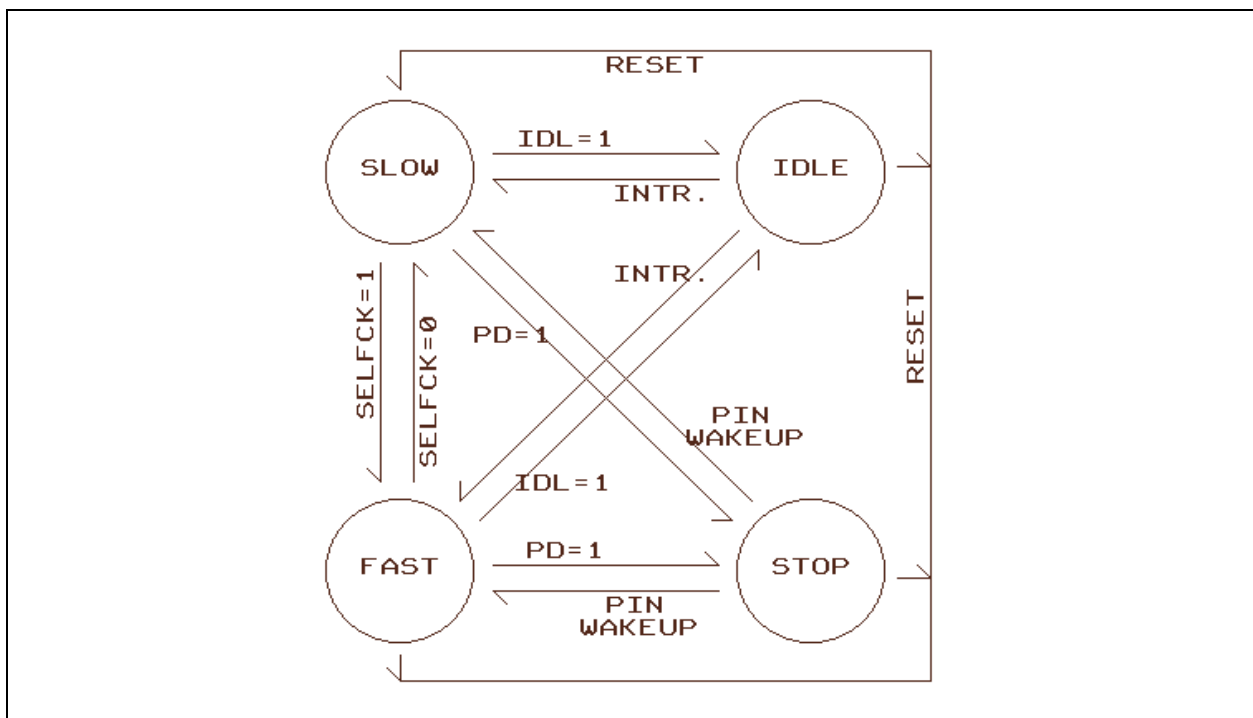 RESET
IDL=1
SLOW
IDLE
INTR.
INTR.
SELFCK=1
SELFCK=0
PD=1
RESET
PIN
WAKEUP
IDL=1
PD=1
FAST
STOP
PIN
WAKEUP